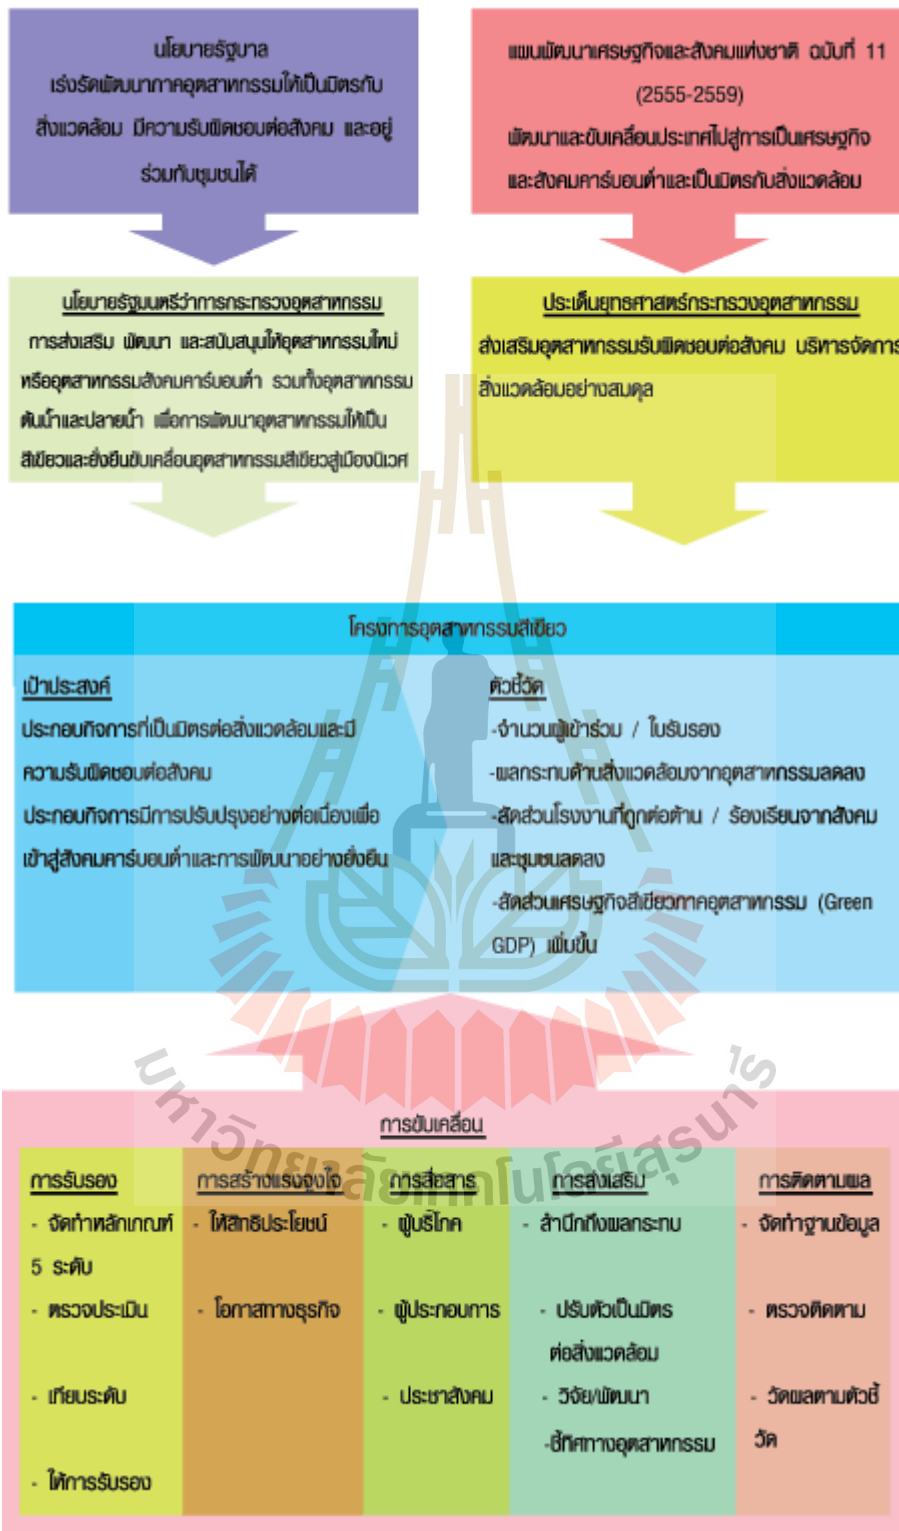 นโยบายรัฐบาล
เร่งรัดพัฒนาภาคอุตสาหกรรมให้เป็นมิตรกับ
สิ่งแวดล้อม มีความรับผิดชอบต่อสังคม และอยู่
ร่วมกับชุมชนได้
แผนพัฒนาเศรษฐกิจและสังคมแห่งชาติ ฉบับที่ 11
(2555-2559)
พัฒนาและขับเคลื่อนประเทศไปสู่การเป็นเศรษฐกิจ
และสังคมคาร์บอนต่ำและเป็นมิตรกับสิ่งแวดล้อม
นโยบายรัฐมนตรีว่าการกระทรวงอุตสาหกรรม
การส่งเสริม พัฒนา และสนับสนุนให้อุตสาหกรรมใหม่
หรืออุตสาหกรรมสังคมคาร์บอนต่ำ รวมทั้งอุตสาหกรรม
ต้นน้ำและปลายน้ำ เพื่อการพัฒนาอุตสาหกรรมให้เป็น
สีเขียวและยั่งยืนขับเคลื่อนอุตสาหกรรมสีเขียวสู่เมืองนิเวศ
ประเด็นยุทธศาสตร์กระทรวงอุตสาหกรรม
ส่งเสริมอุตสาหกรรมรับผิดชอบต่อสังคม บริหารจัดการ
สิ่งแวดล้อมอย่างสมดุล
โครงการอุตสาหกรรมสีเขียว
เป้าประสงค์
ประกอบกิจการที่เป็นมิตรต่อสิ่งแวดล้อมและมี
ความรับผิดชอบต่อสังคม
ประกอบกิจการมีการปรับปรุงอย่างต่อเนื่องเพื่อ
เข้าสู่สังคมคาร์บอนต่ำและการพัฒนาอย่างยั่งยืน
ตัวชี้วัด
-จำนวนผู้เข้าร่วม / ใบรับรอง
-ผลกระทบด้านสิ่งแวดล้อมจากอุตสาหกรรมลดลง
-สัดส่วนโรงงานที่ถูกต่อต้าน / ร้องเรียนจากสังคม
และชุมชนลดลง
-สัดส่วนเศรษฐกิจสีเขียวภาคอุตสาหกรรม (Green
GDP) เพิ่มขึ้น
การขับเคลื่อน
การรับรอง
- จัดทำหลักเกณฑ์
5 ระดับ
- ตรวจประเมิน
- เทียบระดับ
- ให้การรับรอง
การสร้างแรงจูงใจ
- ให้สิทธิประโยชน์
- โอกาสทางธุรกิจ
การสื่อสาร
- ผู้บริโภค
- ผู้ประกอบการ
- ประชาสังคม
การส่งเสริม
- สำนึกถึงผลกระทบ
- ปรับตัวเป็นมิตร
ต่อสิ่งแวดล้อม
- วิจัย/พัฒนา
-ชี้ทิศทางอุตสาหกรรม
การติดตามผล
- จัดทำฐานข้อมูล
- ตรวจติดตาม
- วัดผลตามตัวชี้
วัด
มหาวิทยาลัยเทคโนโลยีสุรนารี